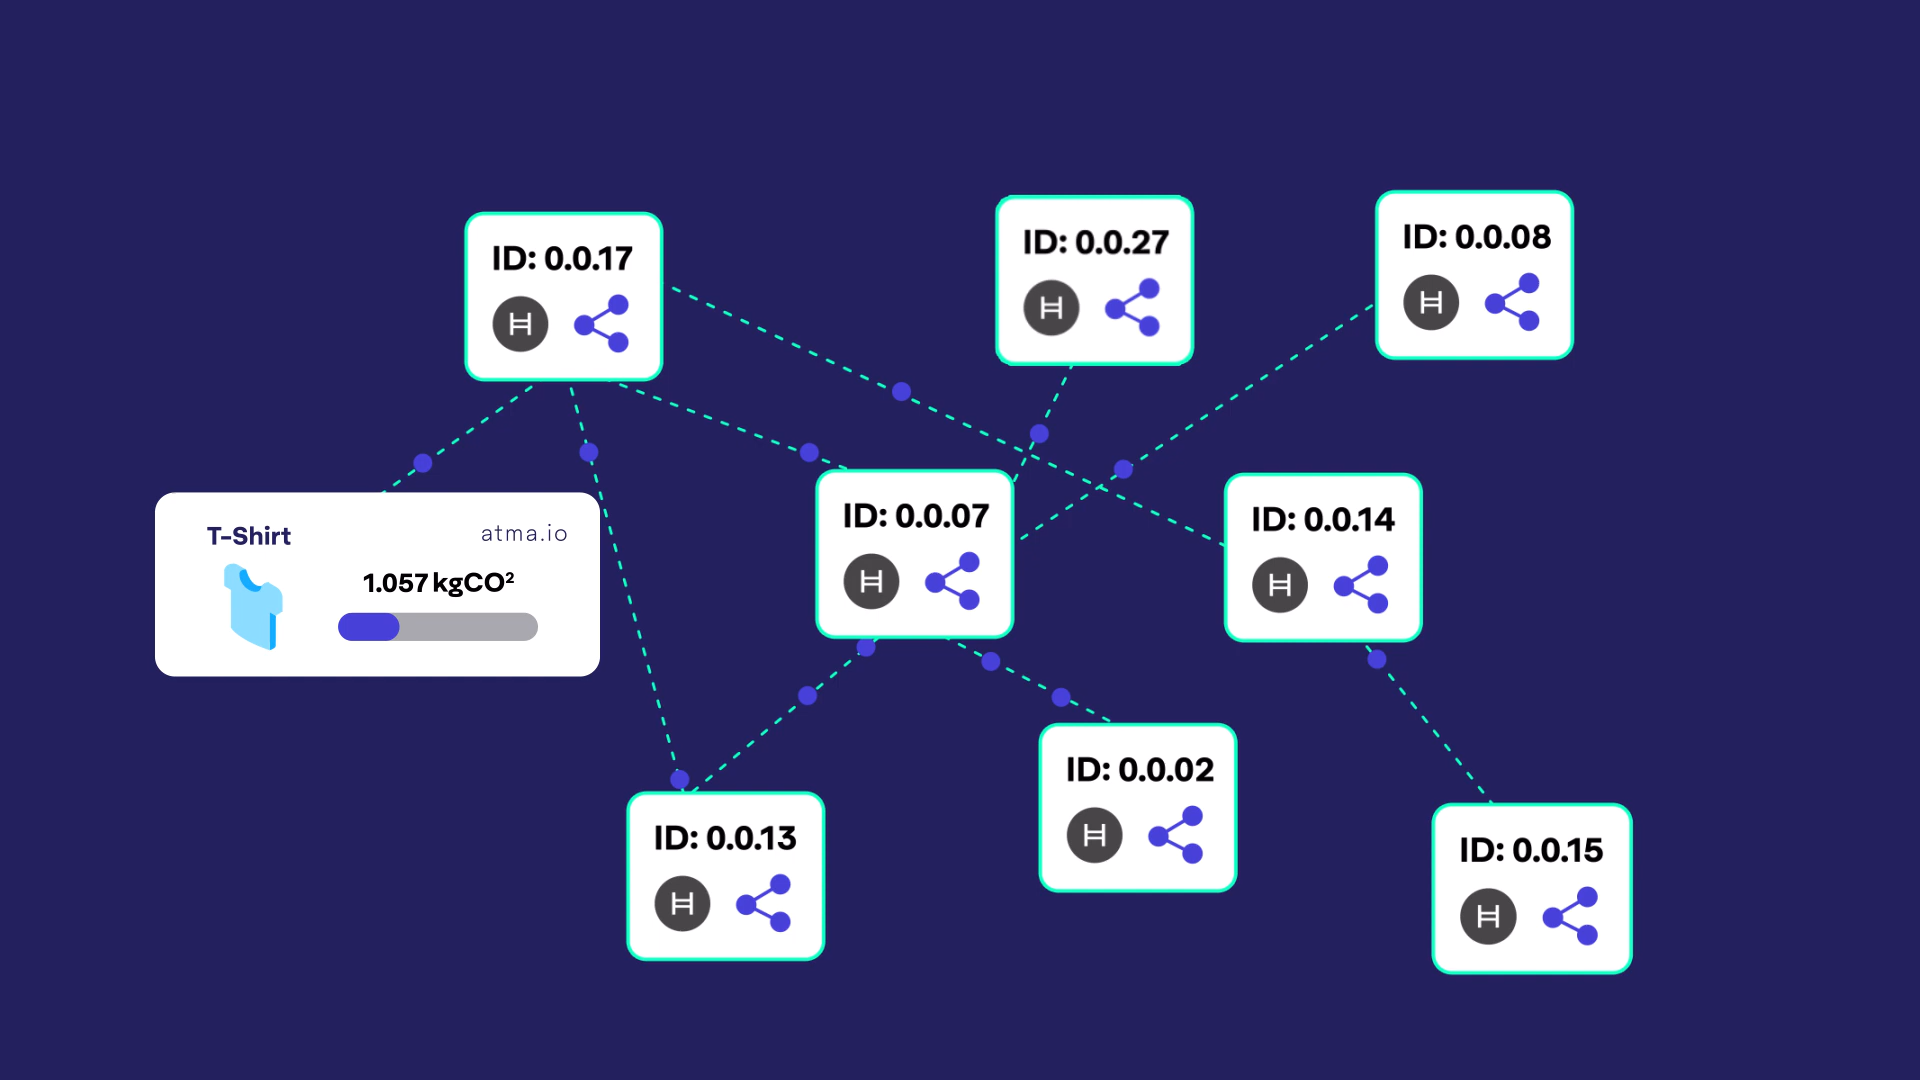 ID: 0.0.17
ID: 0.0.27
ID: 0.0.08
T-Shirt
atma.io
1.057 kgCO²
ID: 0.0.07
ID: 0.0.14
ID: 0.0.13
ID: 0.0.02
ID: 0.0.15